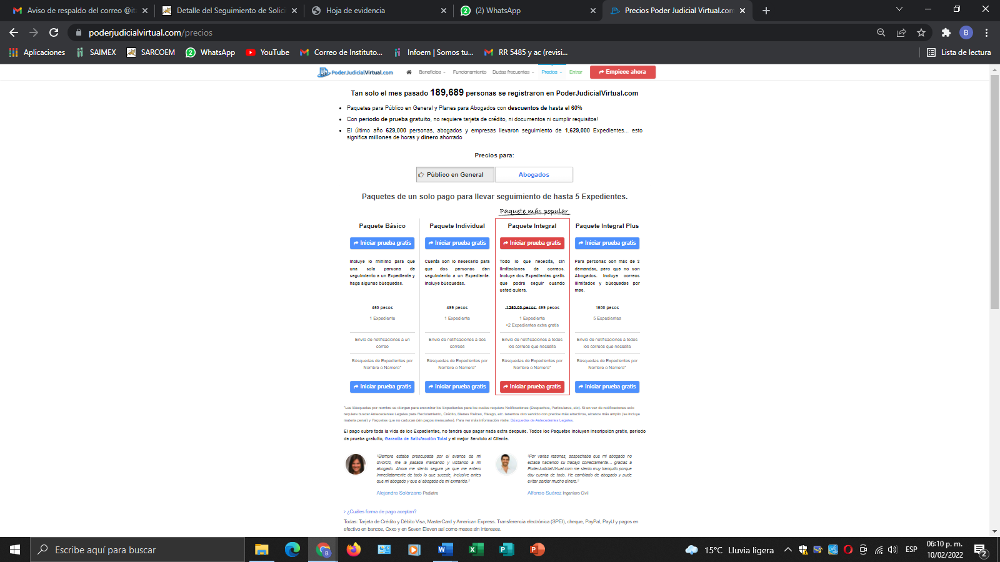 Aviso de respaldo del correo @it
Detalle del Seguimiento de Solici
Hoja de evidencia
(2) WhatsApp
Precios Poder Judicial Virtual.com
poderjudicialvirtual.com/precios
B
Aplicaciones
SAIMEX
SARCOEM
WhatsApp
YouTube
Correo de Instituto...
Infoem | Somos tu...
RR 5485 y ac (revisi...
Lista de lectura
PoderJudicialVirtual.com
Beneficios
Funcionamiento
Dudas frecuentes
Precios
Entrar
Empiece ahora
Tan solo el mes pasado 189,689 personas se registraron en PoderJudicialVirtual.com
• Paquetes para Público en General y Planes para Abogados con descuentos de hasta el 60%
• Con periodo de prueba gratuito, no requiere tarjeta de crédito, ni documentos ni cumplir requisitos!
• El último año 629,000 personas, abogados y empresas llevaron seguimiento de 1,629,000 Expedientes... esto
significa millones de horas y dinero ahorrado
Precios para:
Público en General
Abogados
Paquetes de un solo pago para llevar seguimiento de hasta 5 Expedientes.
Paquete más popular
Paquete Básico
Iniciar prueba gratis
Incluye lo mínimo para que
una sola persona de
seguimiento a un Expediente y
haga algunas búsquedas.
450 pesos
1 Expediente
Envío de notificaciones a un
correo
Búsquedas de Expedientes por
Nombre o Número*
Iniciar prueba gratis
Paquete Individual
Iniciar prueba gratis
Cuenta con lo necesario para
que dos personas den
seguimiento a un Expediente.
Incluye búsquedas.
499 pesos
1 Expediente
Envío de notificaciones a dos
correos
Búsquedas de Expedientes por
Nombre o Número*
Iniciar prueba gratis
Paquete Integral
Iniciar prueba gratis
Todo lo que necesita, sin
limitaciones de correos.
Incluye dos Expedientes gratis
que podrá seguir cuando
usted quiera.
1250.00 pesos 499 pesos
1 Expediente
+2 Expedientes extra gratis
Envío de notificaciones a todos
los correos que necesite
Búsquedas de Expedientes por
Nombre o Número*
Iniciar prueba gratis
Paquete Integral Plus
Iniciar prueba gratis
Para personas con más de 3
demandas, pero que no son
Abogados. Incluye correos
ilimitados y búsquedas por
mes.
1500 pesos
5 Expedientes
Envío de notificaciones a todos
los correos que necesite
Búsquedas de Expedientes por
Nombre o Número*
Iniciar prueba gratis
*Las Búsquedas por nombre se otorgan para encontrar los Expedientes para los cuales requiere Notificaciones (Despachos, Particulares, etc). Si en vez de notificaciones solo
requiere buscar Antecedentes Legales para Reclutamiento, Crédito, Bienes Raíces, Riesgo, etc. tenemos otro servicio con precios más atractivos, alcance más amplio (se incluye
materia penal) y Paquetes que no caducan (sin pagos mensuales). Para ver más información visite: Búsquedas de Antecedentes Legales.
El pago cubre toda la vida de los Expedientes, no tendrá que pagar nada extra después. Todos los Paquetes incluyen inscripción gratis, periodo
de prueba gratuito, Garantía de Satisfacción Total y el mejor Servicio al Cliente.
"Siempre estaba preocupada por el avance de mi
divorcio, me la pasaba marcando y visitando a mi
abogado. Ahora me siento segura ya que me entero
inmediatamente de todo lo que sucede, inclusive antes
que mi abogado y que el abogado de mi exmarido."
Alejandra Solórzano Pediatra
"Por varias razones, sospechaba que mi abogado no
estaba haciendo su trabajo correctamente... gracias a
PoderJudicialVirtual.com me siento muy tranquilo porque
doy cuenta de todo. He cambiado de abogado y pude
evitar perder mucho dinero."
Alfonso Suárez Ingeniero Civil
> ¿Cuáles forma de pago aceptan?
Todas: Tarjeta de Crédito y Débito Visa, MasterCard y American Express. Transferencia electrónica (SPEI), cheque, PayPal, PayU y pagos en
efectivo en bancos, Oxxo y en Seven Eleven así como meses sin intereses.
Escribe aquí para buscar
15°C Lluvia ligera
ESP
06:10 p. m.
10/02/2022
2